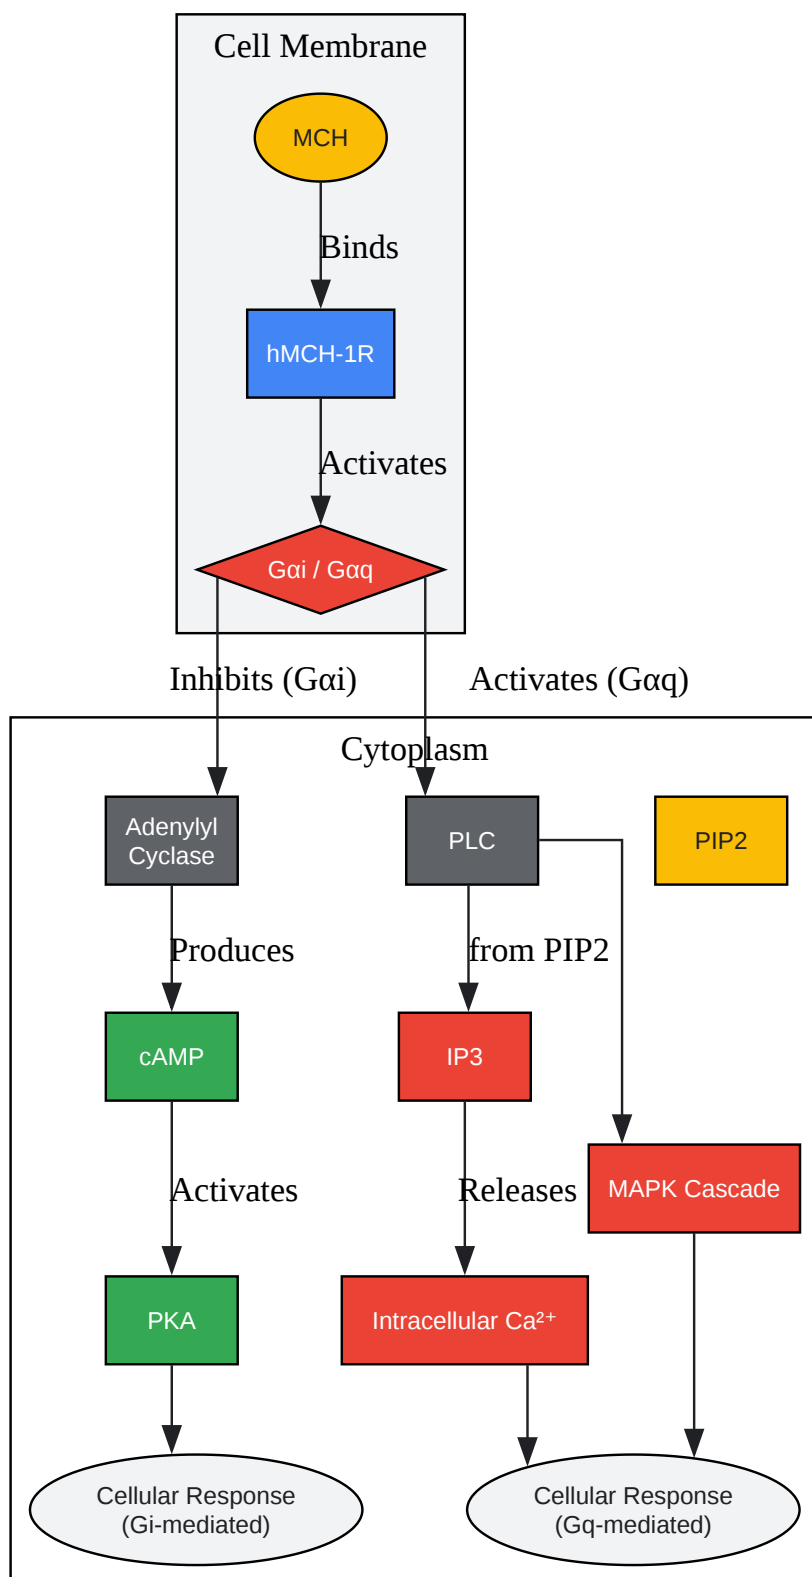 Cell Membrane
MCH
Binds
hMCH-1R
Activates
Gαi / Gαq
Inhibits (Gαi)
Activates (Gαq)
Cytoplasm
Adenylyl
Cyclase
PLC
PIP2
Produces
from PIP2
cAMP
IP3
Activates
Releases
MAPK Cascade
PKA
Intracellular Ca²⁺
Cellular Response
(Gi-mediated)
Cellular Response
(Gq-mediated)